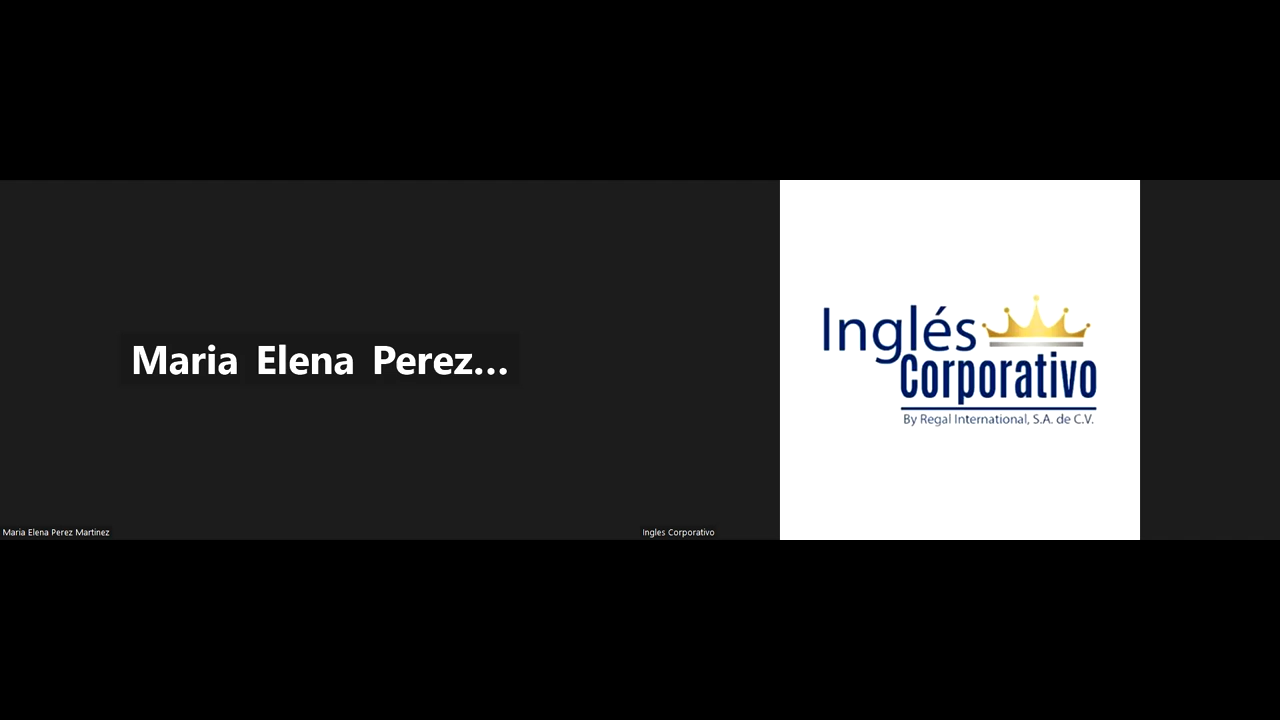 Maria Elena Perez...
Inglés
Corporativo
By Regal International, S.A. de C.V.
Maria Elena Perez Martinez
Ingles Corporativo